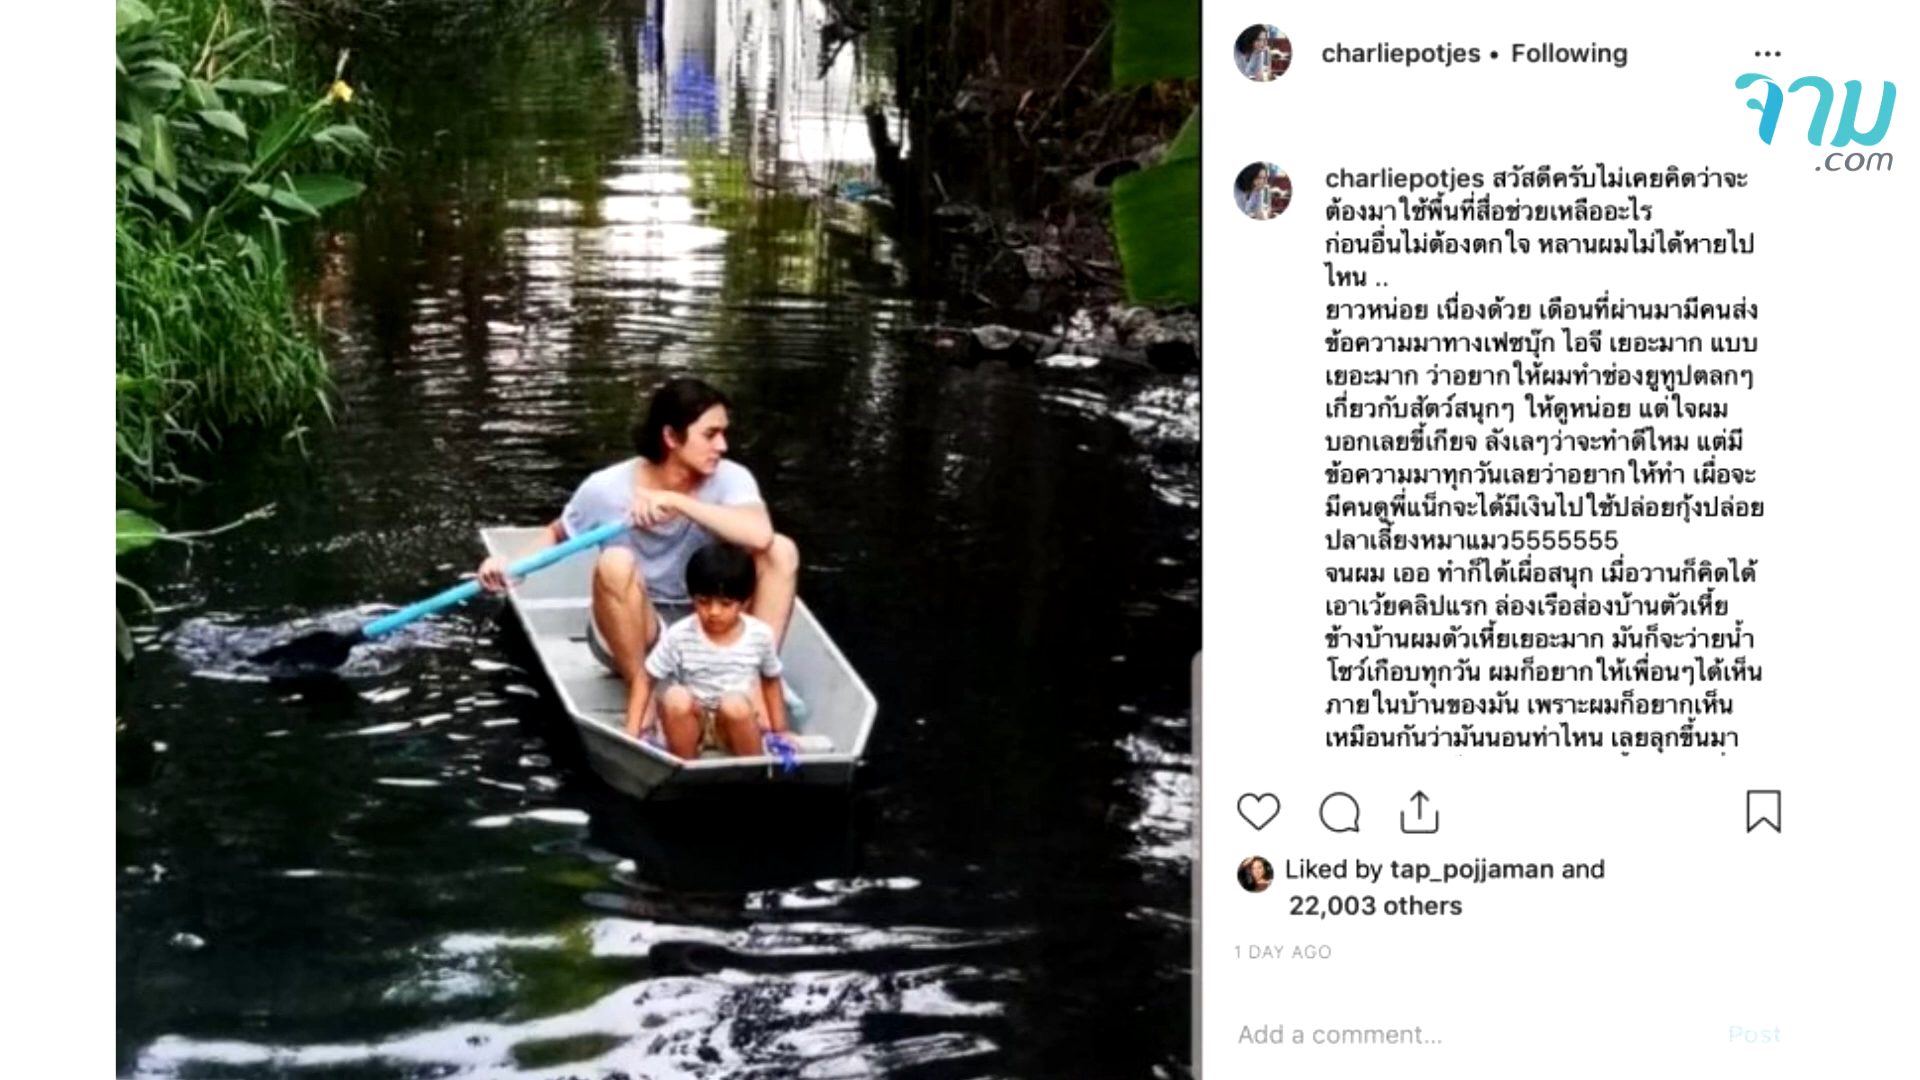 charliepotjes • Following
จาม
.com
charliepotjes สวัสดีครับไม่เคยคิดว่าจะ
ต้องมาใช้พื้นที่สื่อช่วยเหลืออะไร
ก่อนอื่นไม่ต้องตกใจ หลานผมไม่ได้หายไป
ไหน ..
ยาวหน่อย เนื่องด้วย เดือนที่ผ่านมามีคนส่ง
ข้อความมาทางเฟซบุ๊ก ไอจี เยอะมาก แบบ
เยอะมาก ว่าอยากให้ผมทำช่องยูทูปตลกๆ
เกี่ยวกับสัตว์สนุกๆ ให้ดูหน่อย แต่ใจผม
บอกเลยขี้เกียจ ลังเลๆว่าจะทำดีไหม แต่มี
ข้อความมาทุกวันเลยว่าอยากให้ทำ เผื่อจะ
มีคนดูพี่แน็กจะได้มีเงินไปใช้ปล่อยกุ้งปล่อย
ปลาเลี้ยงหมาแมว5555555
จนผม เออ ทำก็ได้เผื่อสนุก เมื่อวานก็คิดได้
เอาเว้ยคลิปแรก ล่องเรือส่องบ้านตัวเหี้ย
ข้างบ้านผมตัวเหี้ยเยอะมาก มันก็จะว่ายน้ำ
โชว์เกือบทุกวัน ผมก็อยากให้เพื่อนๆได้เห็น
ภายในบ้านของมัน เพราะผมก็อยากเห็น
เหมือนกันว่ามันนอนท่าไหน เลยลุกขึ้นมา
Liked by tap_pojjaman and
22,003 others
1 DAY AGO
Add a comment...
Post